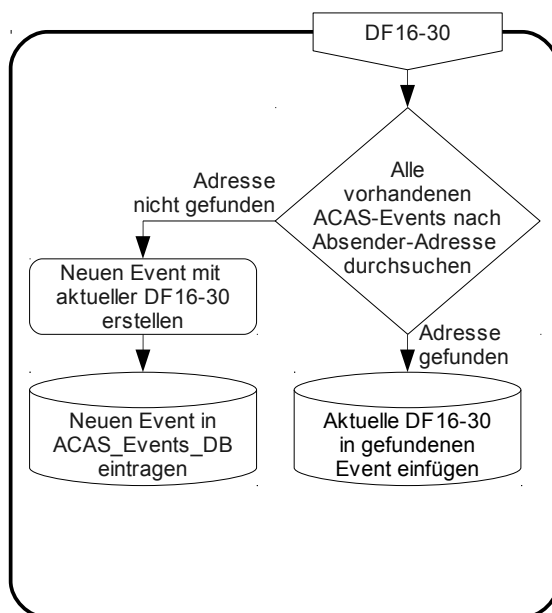 DF16-30
Alle
vorhandenen
ACAS-Events nach
Absender-Adresse
durchsuchen
Adresse
nicht gefunden
Neuen Event mit
aktueller DF16-30
erstellen
Adresse
gefunden
Neuen Event in
ACAS_Events_DB
eintragen
Aktuelle DF16-30
in gefundenen
Event einfügen